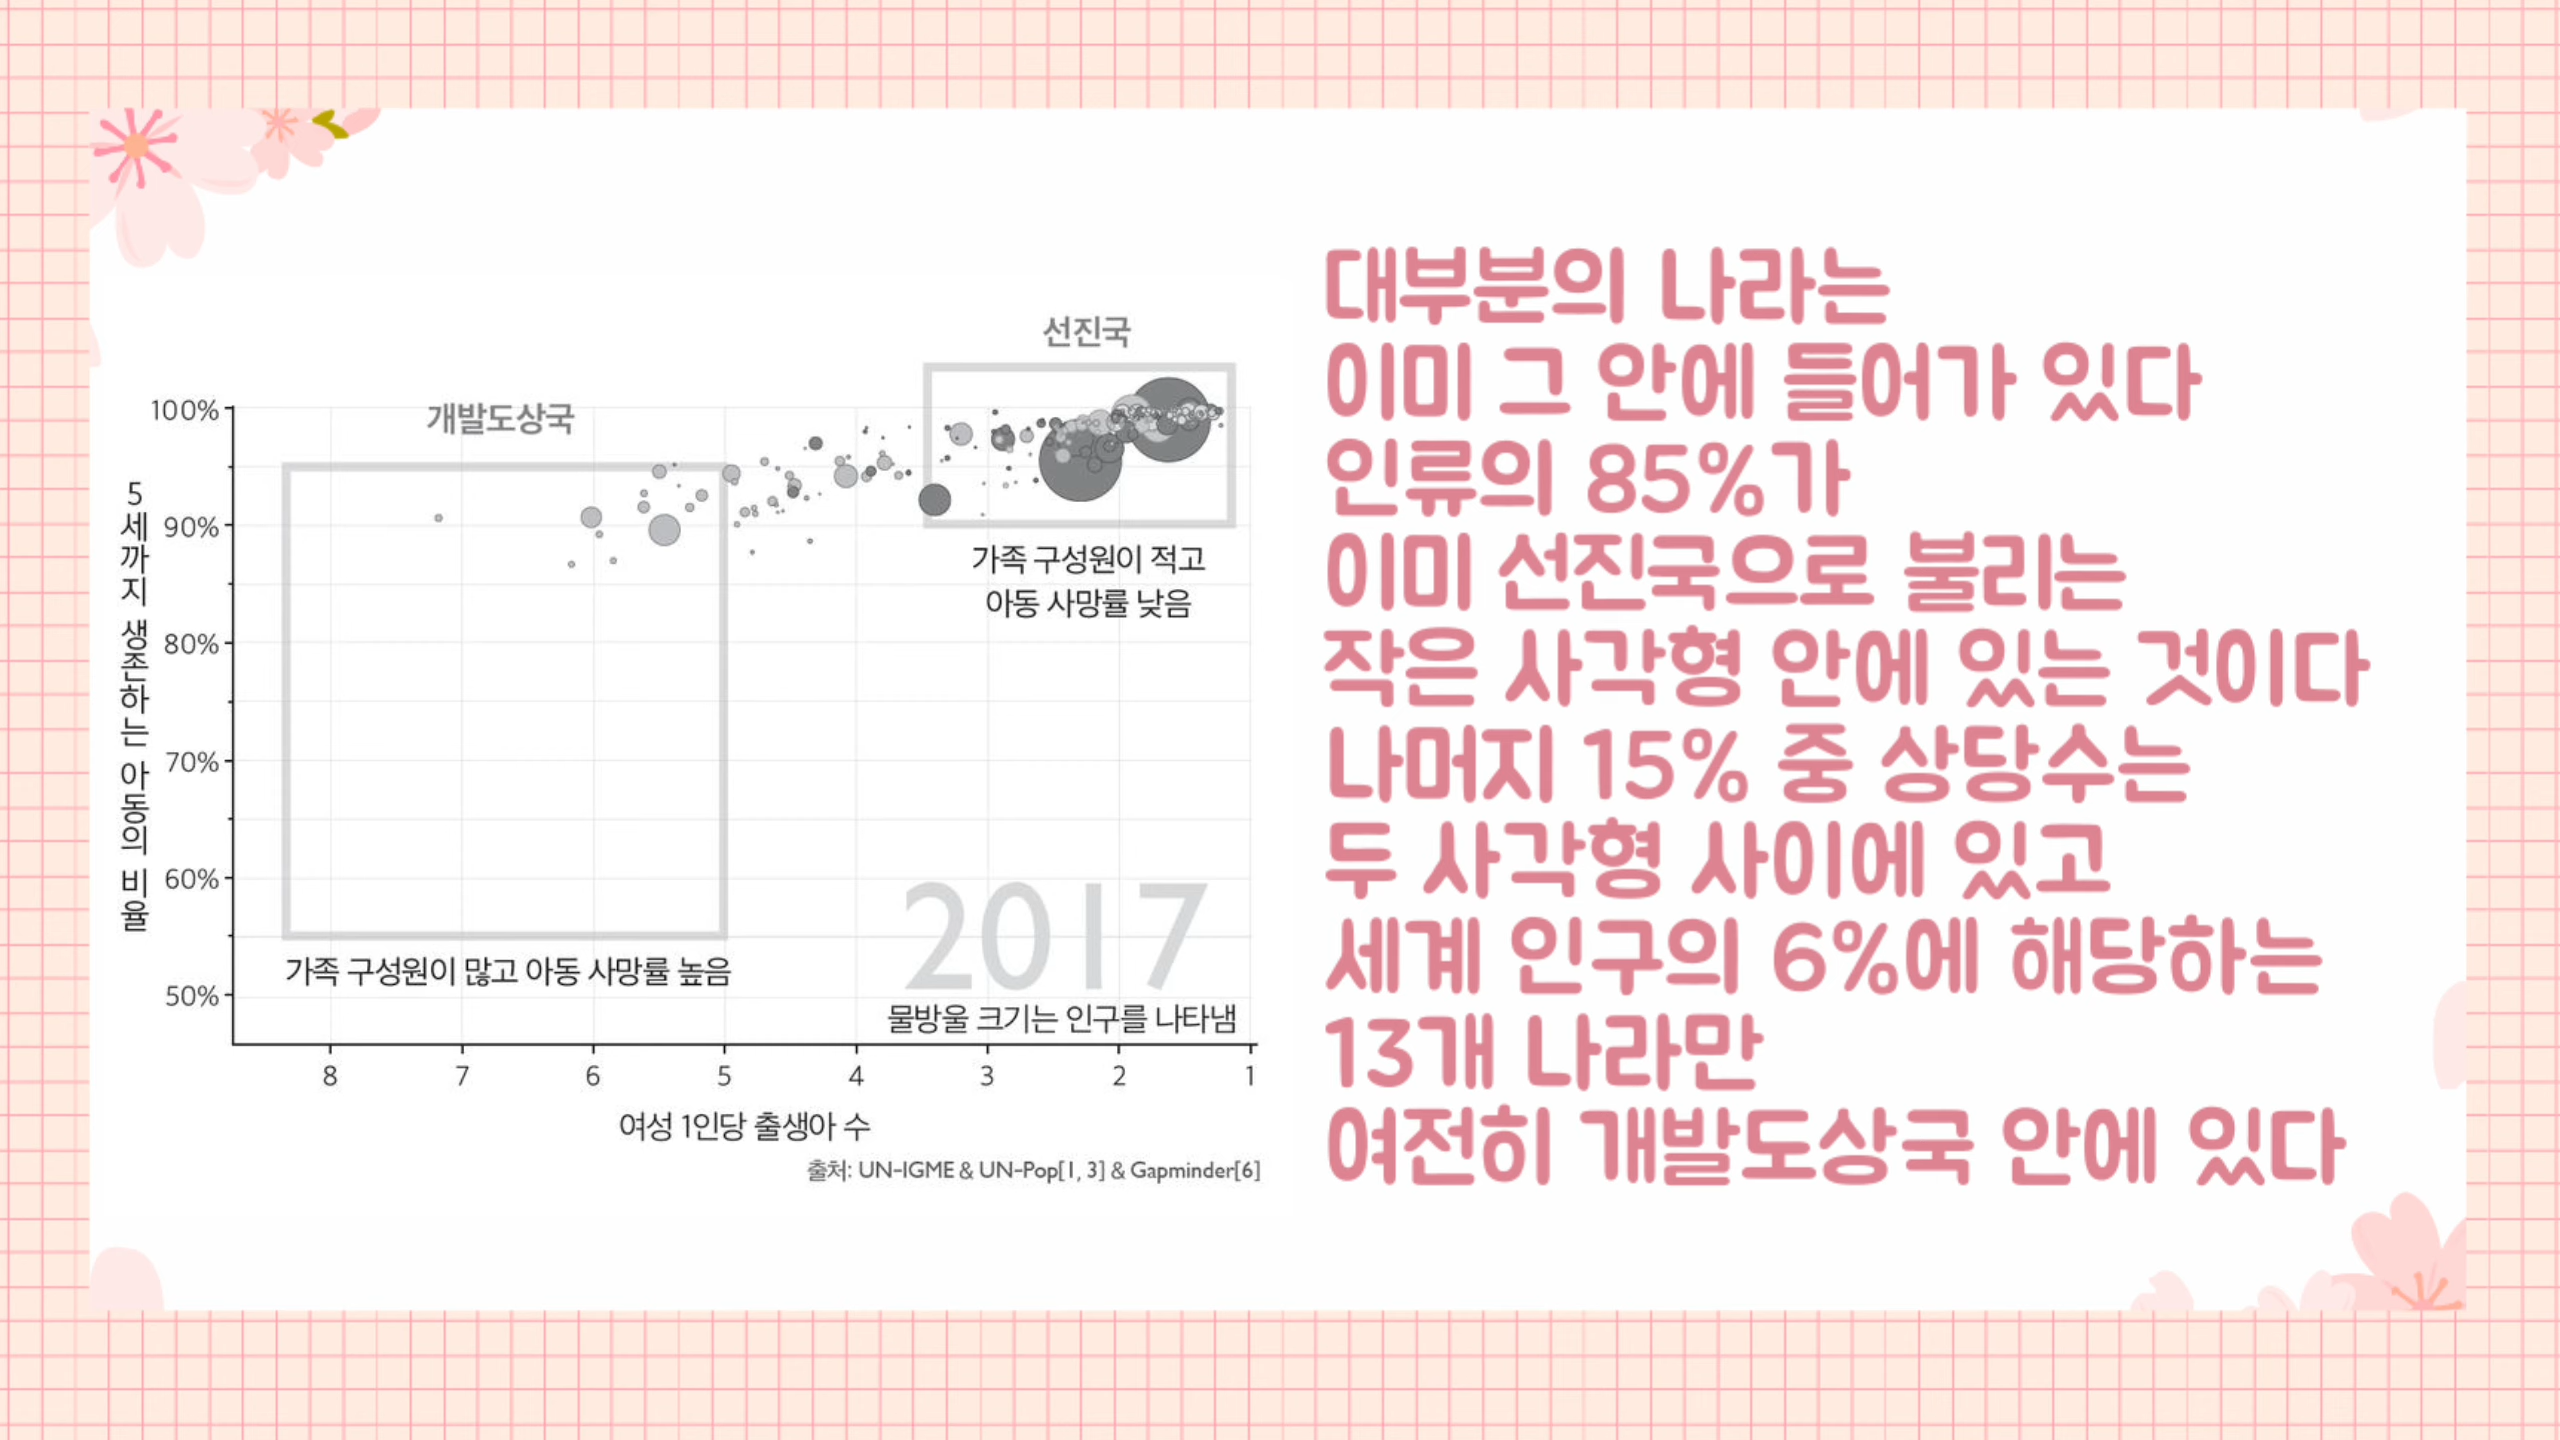 선진국
개발도상국
100%
90%
80%
70%
60%
50%
5세까지 생존하는 아동의 비율
가족 구성원이 적고
아동 사망률 낮음
가족 구성원이 많고 아동 사망률 높음
2017
물방울 크기는 인구를 나타냄
8 7 6 5 4 3 2 1
여성 1인당 출생아 수
출처: UN-IGME & UN-Pop[1, 3] & Gapminder[6]
대부분의 나라는
이미 그 안에 들어가 있다
인류의 85%가
이미 선진국으로 불리는
작은 사각형 안에 있는 것이다
나머지 15% 중 상당수는
두 사각형 사이에 있고
세계 인구의 6%에 해당하는
13개 나라만
여전히 개발도상국 안에 있다